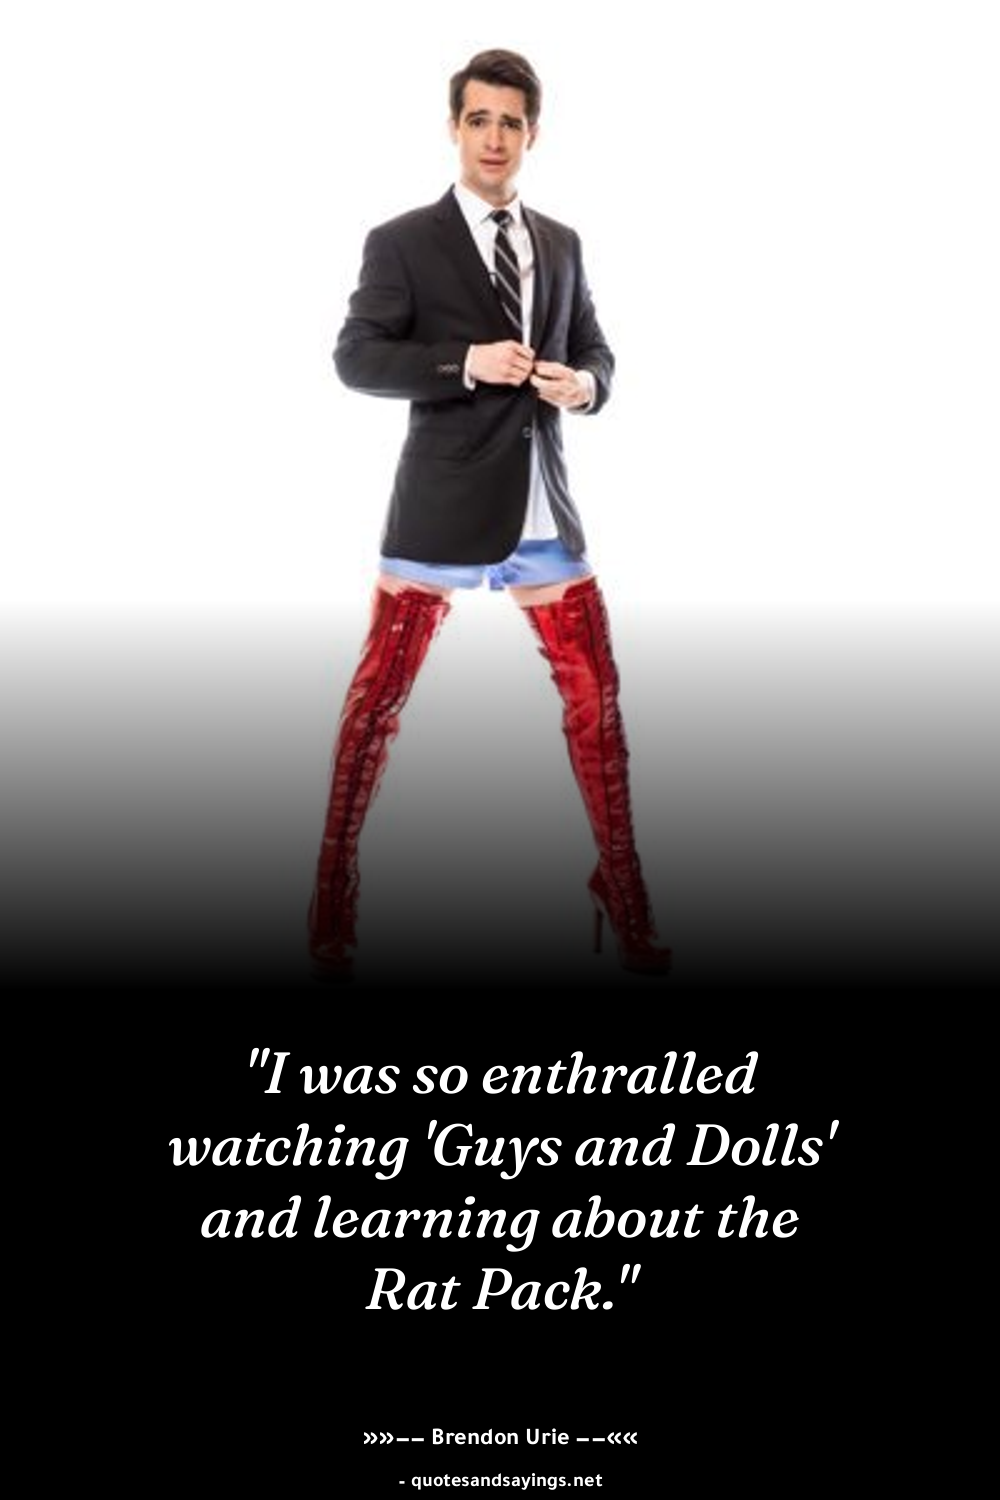 "I was so enthralled
watching 'Guys and Dolls'
and learning about the
Rat Pack."
»»–– Brendon Urie ––««
- quotesandsayings.net